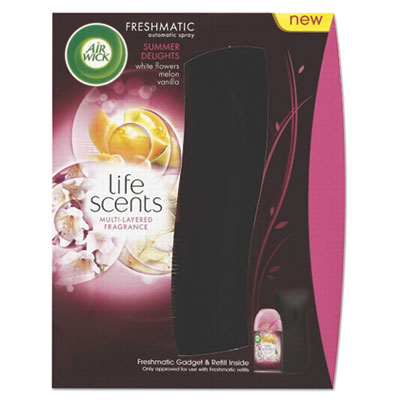 AIR WICK
FRESHMATIC
automatic spray
SUMMER
DELIGHTS
white flowers
melon
vanilla
new
life
scents
MULTI-LAYERED
FRAGRANCE
Freshmatic Gadget & Refill Inside
Only approved for use with Freshmatic refills